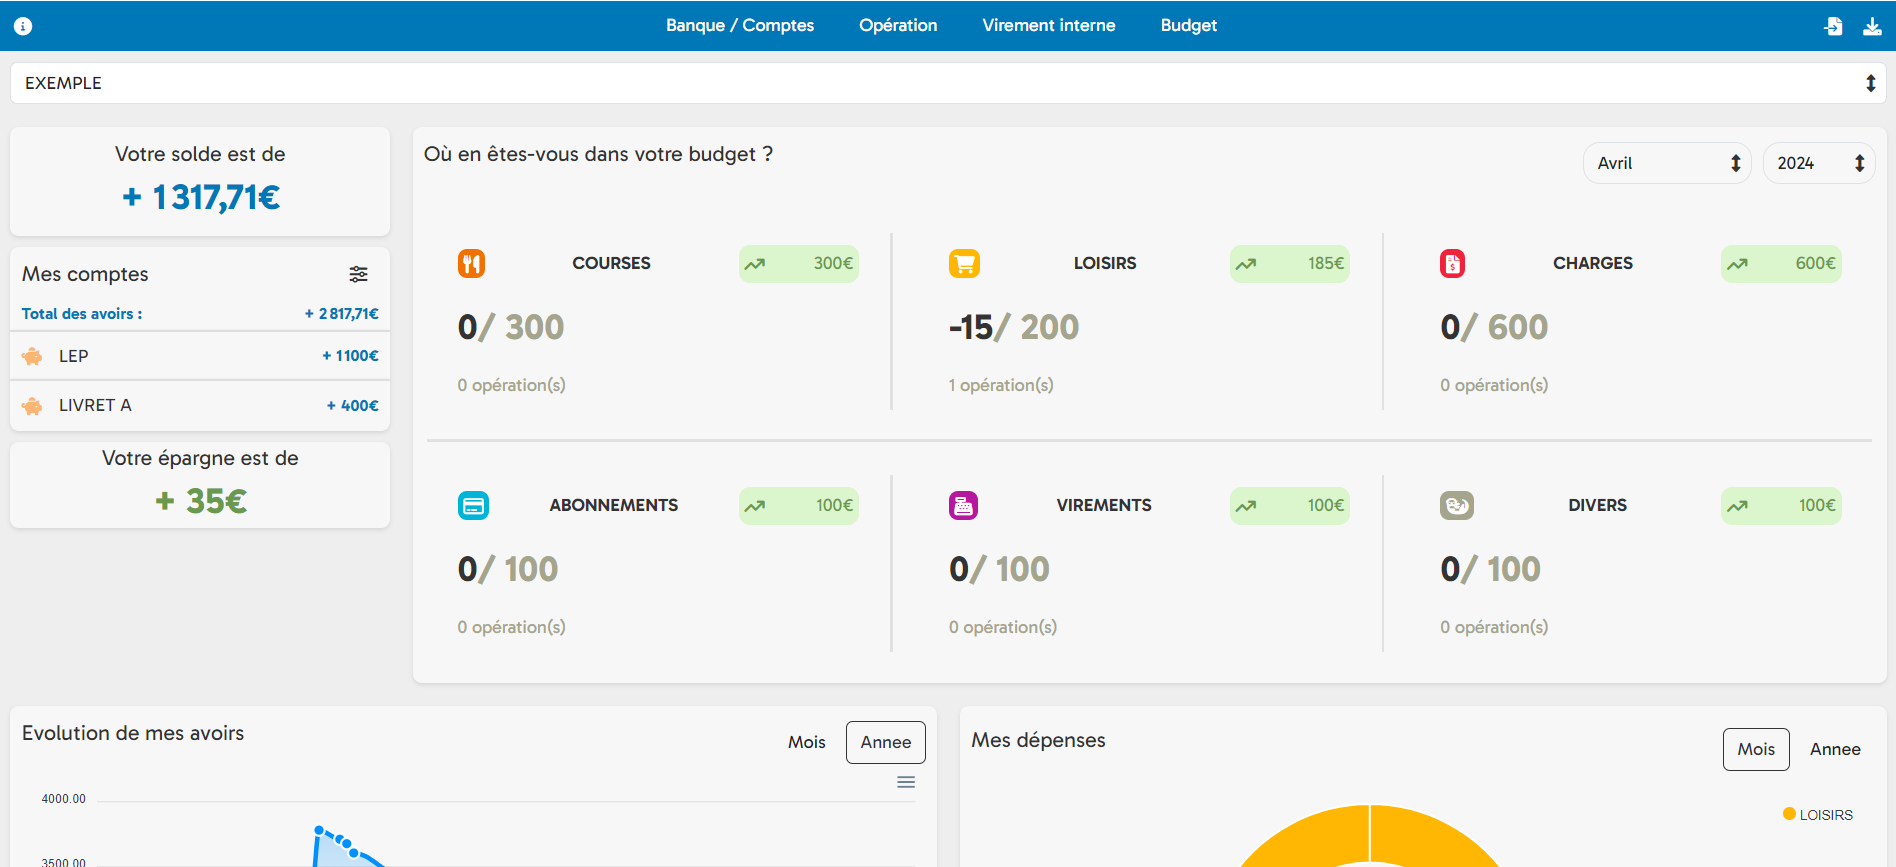 Banque / Comptes Opération Virement interne Budget
EXEMPLE
Votre solde est de
+ 1 317,71€
Mes comptes
Total des avoirs : + 2 817,71€
LEP + 1 100€
LIVRET A + 400€
Votre épargne est de
+ 35€
Où en êtes-vous dans votre budget ?
Avril 2024
COURSES 300€
0/ 300
0 opération(s)
LOISIRS 185€
-15/ 200
1 opération(s)
CHARGES 600€
0/ 600
0 opération(s)
ABONNEMENTS 100€
0/ 100
0 opération(s)
VIREMENTS 100€
0/ 100
0 opération(s)
DIVERS 100€
0/ 100
0 opération(s)
Evolution de mes avoirs
Mois Annee
4000.00
3500.00
Mes dépenses
Mois Annee
LOISIRS